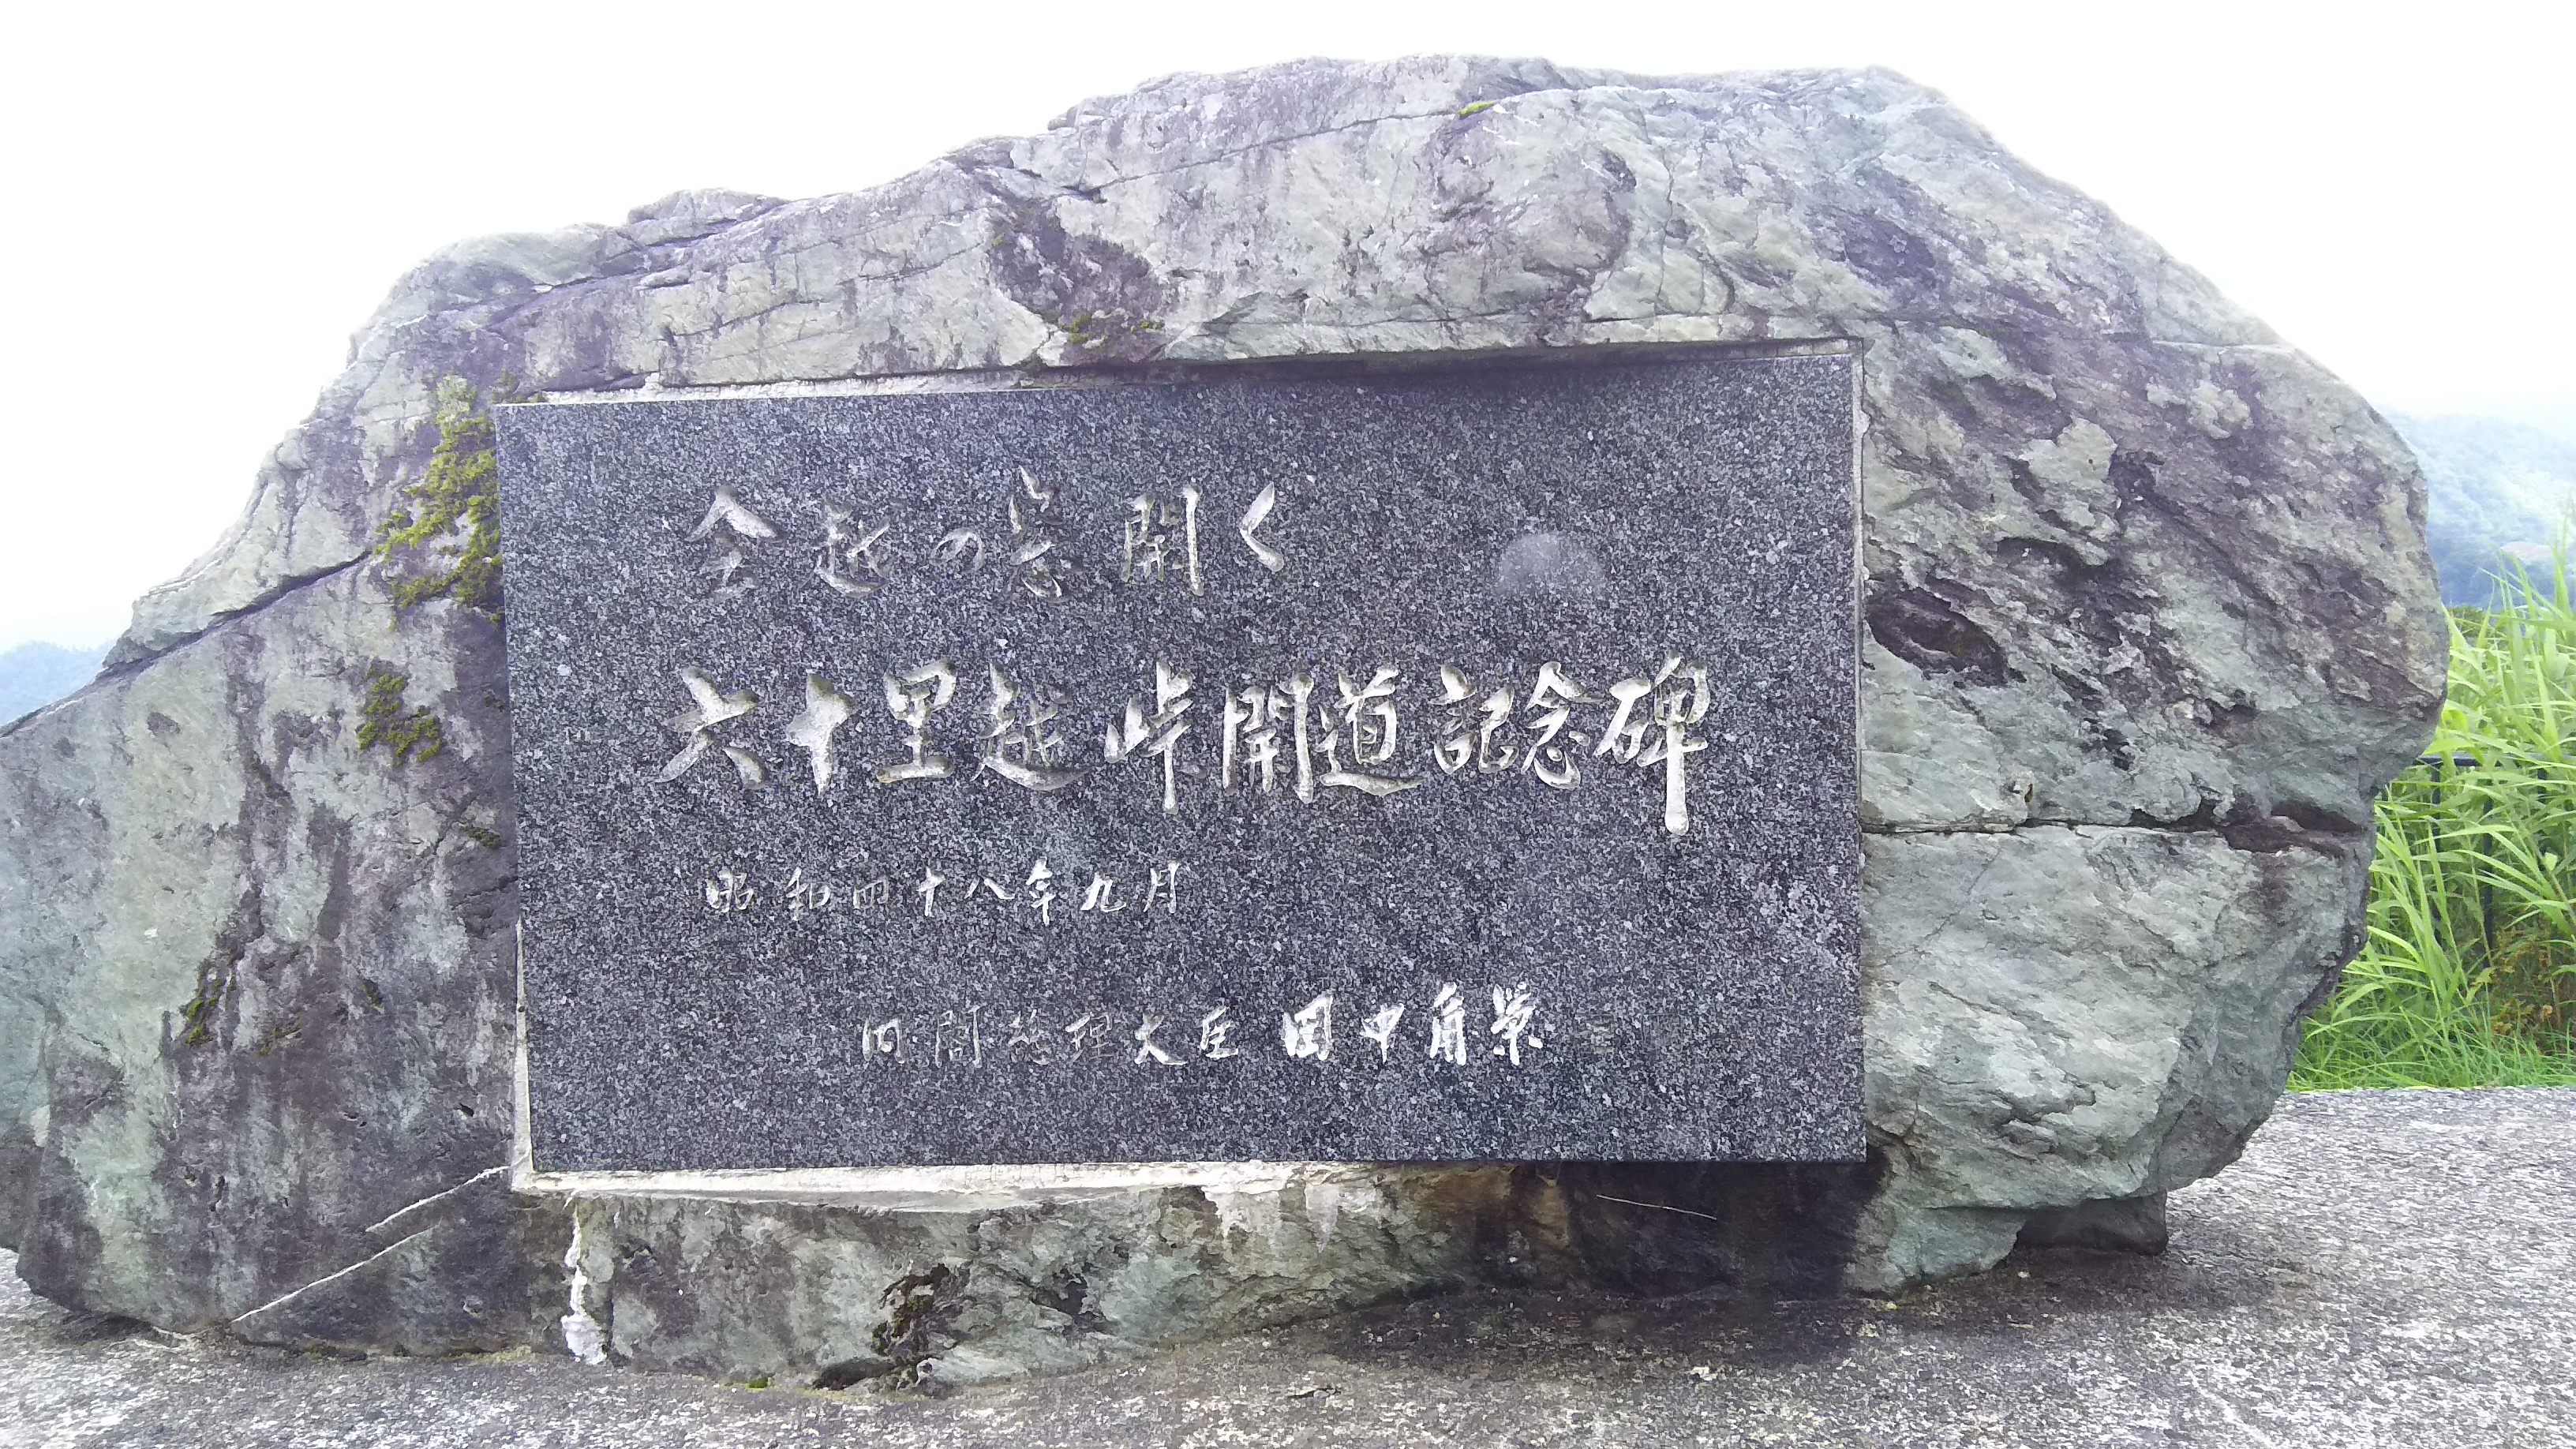 会越の窓開く
六十里越峠開道記念碑
昭和四十八年九月
内閣総理大臣 田中角栄